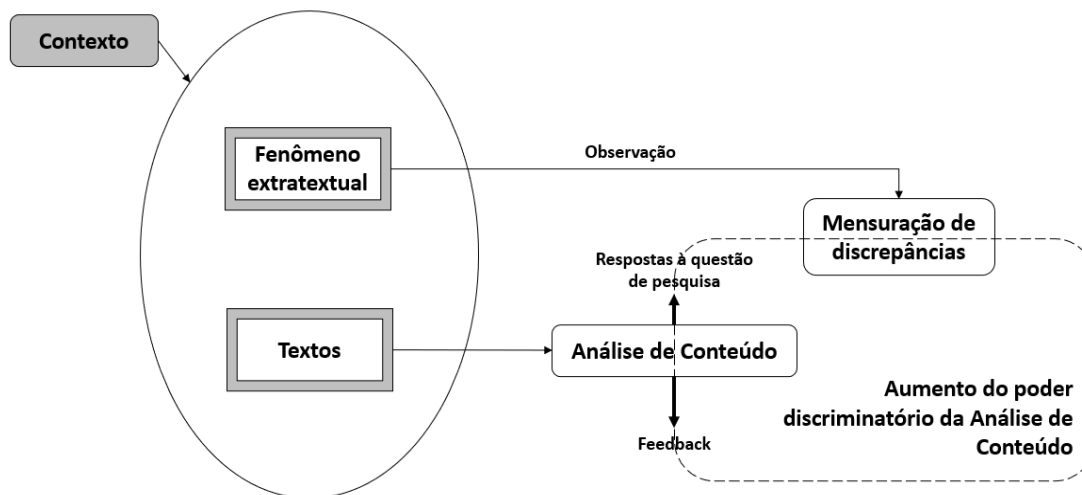 Contexto
Fenômeno
extratextual
Observação
Mensuração de
discrepâncias
Respostas à questão
de pesquisa
Textos
Análise de Conteúdo
Aumento do poder
discriminatório da Análise de
Conteúdo
Feedback